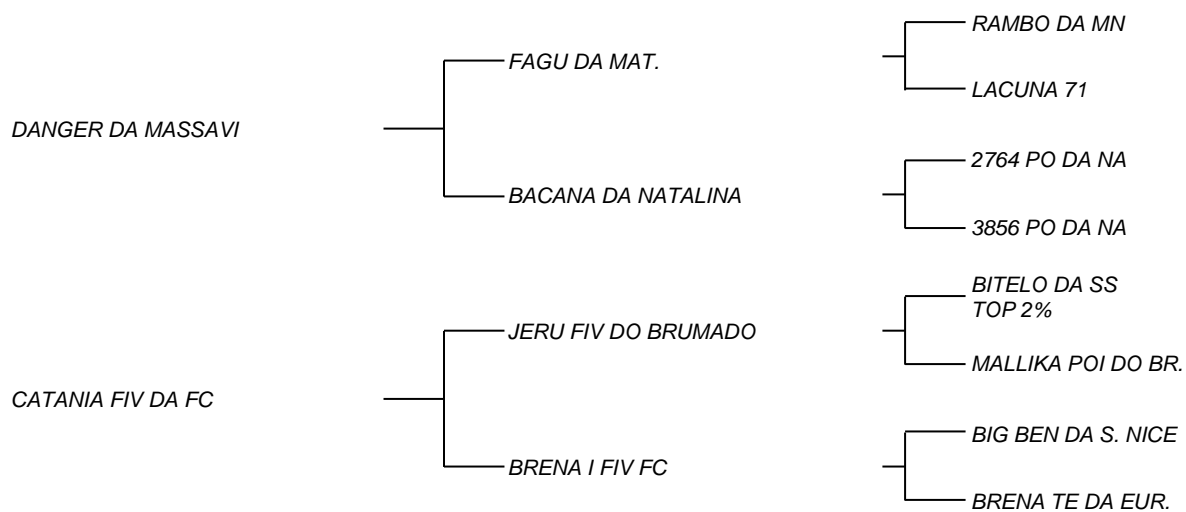 RAMBO DA MN
FAGU DA MAT.
LACUNA 71
DANGER DA MASSAVI
2764 PO DA NA
BACANA DA NATALINA
3856 PO DA NA
BITELO DA SS
TOP 2%
JERU FIV DO BRUMADO
MALLIKA POI DO BR.
CATANIA FIV DA FC
BIG BEN DA S. NICE
BRENA I FIV FC
BRENA TE DA EUR.